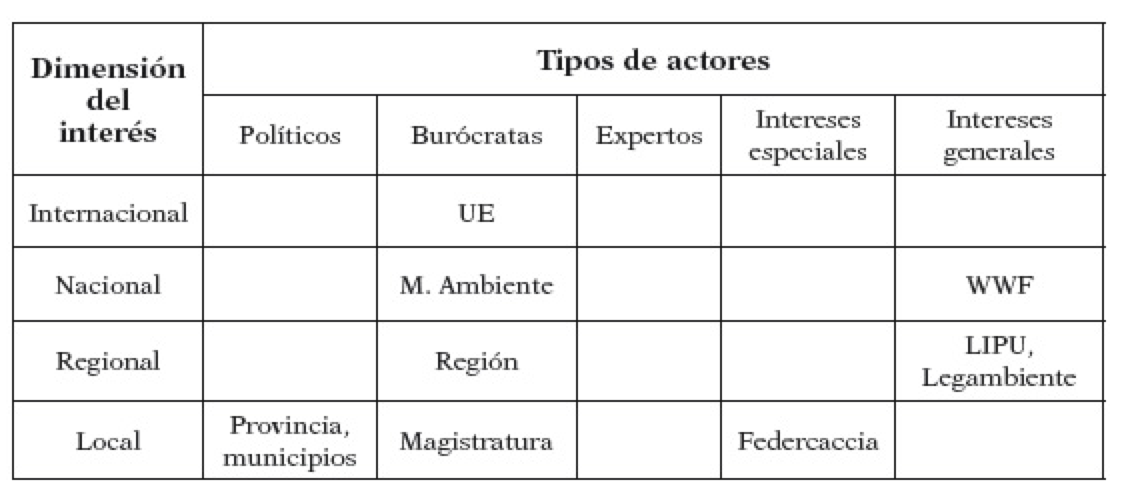 Dimensión
del
interés
Tipos de actores
Políticos
Burócratas
Expertos
Intereses
especiales
Intereses
generales
Internacional
UE
Nacional
M. Ambiente
WWF
Regional
Región
LIPU,
Legambiente
Local
Provincia,
municipios
Magistratura
Federcaccia